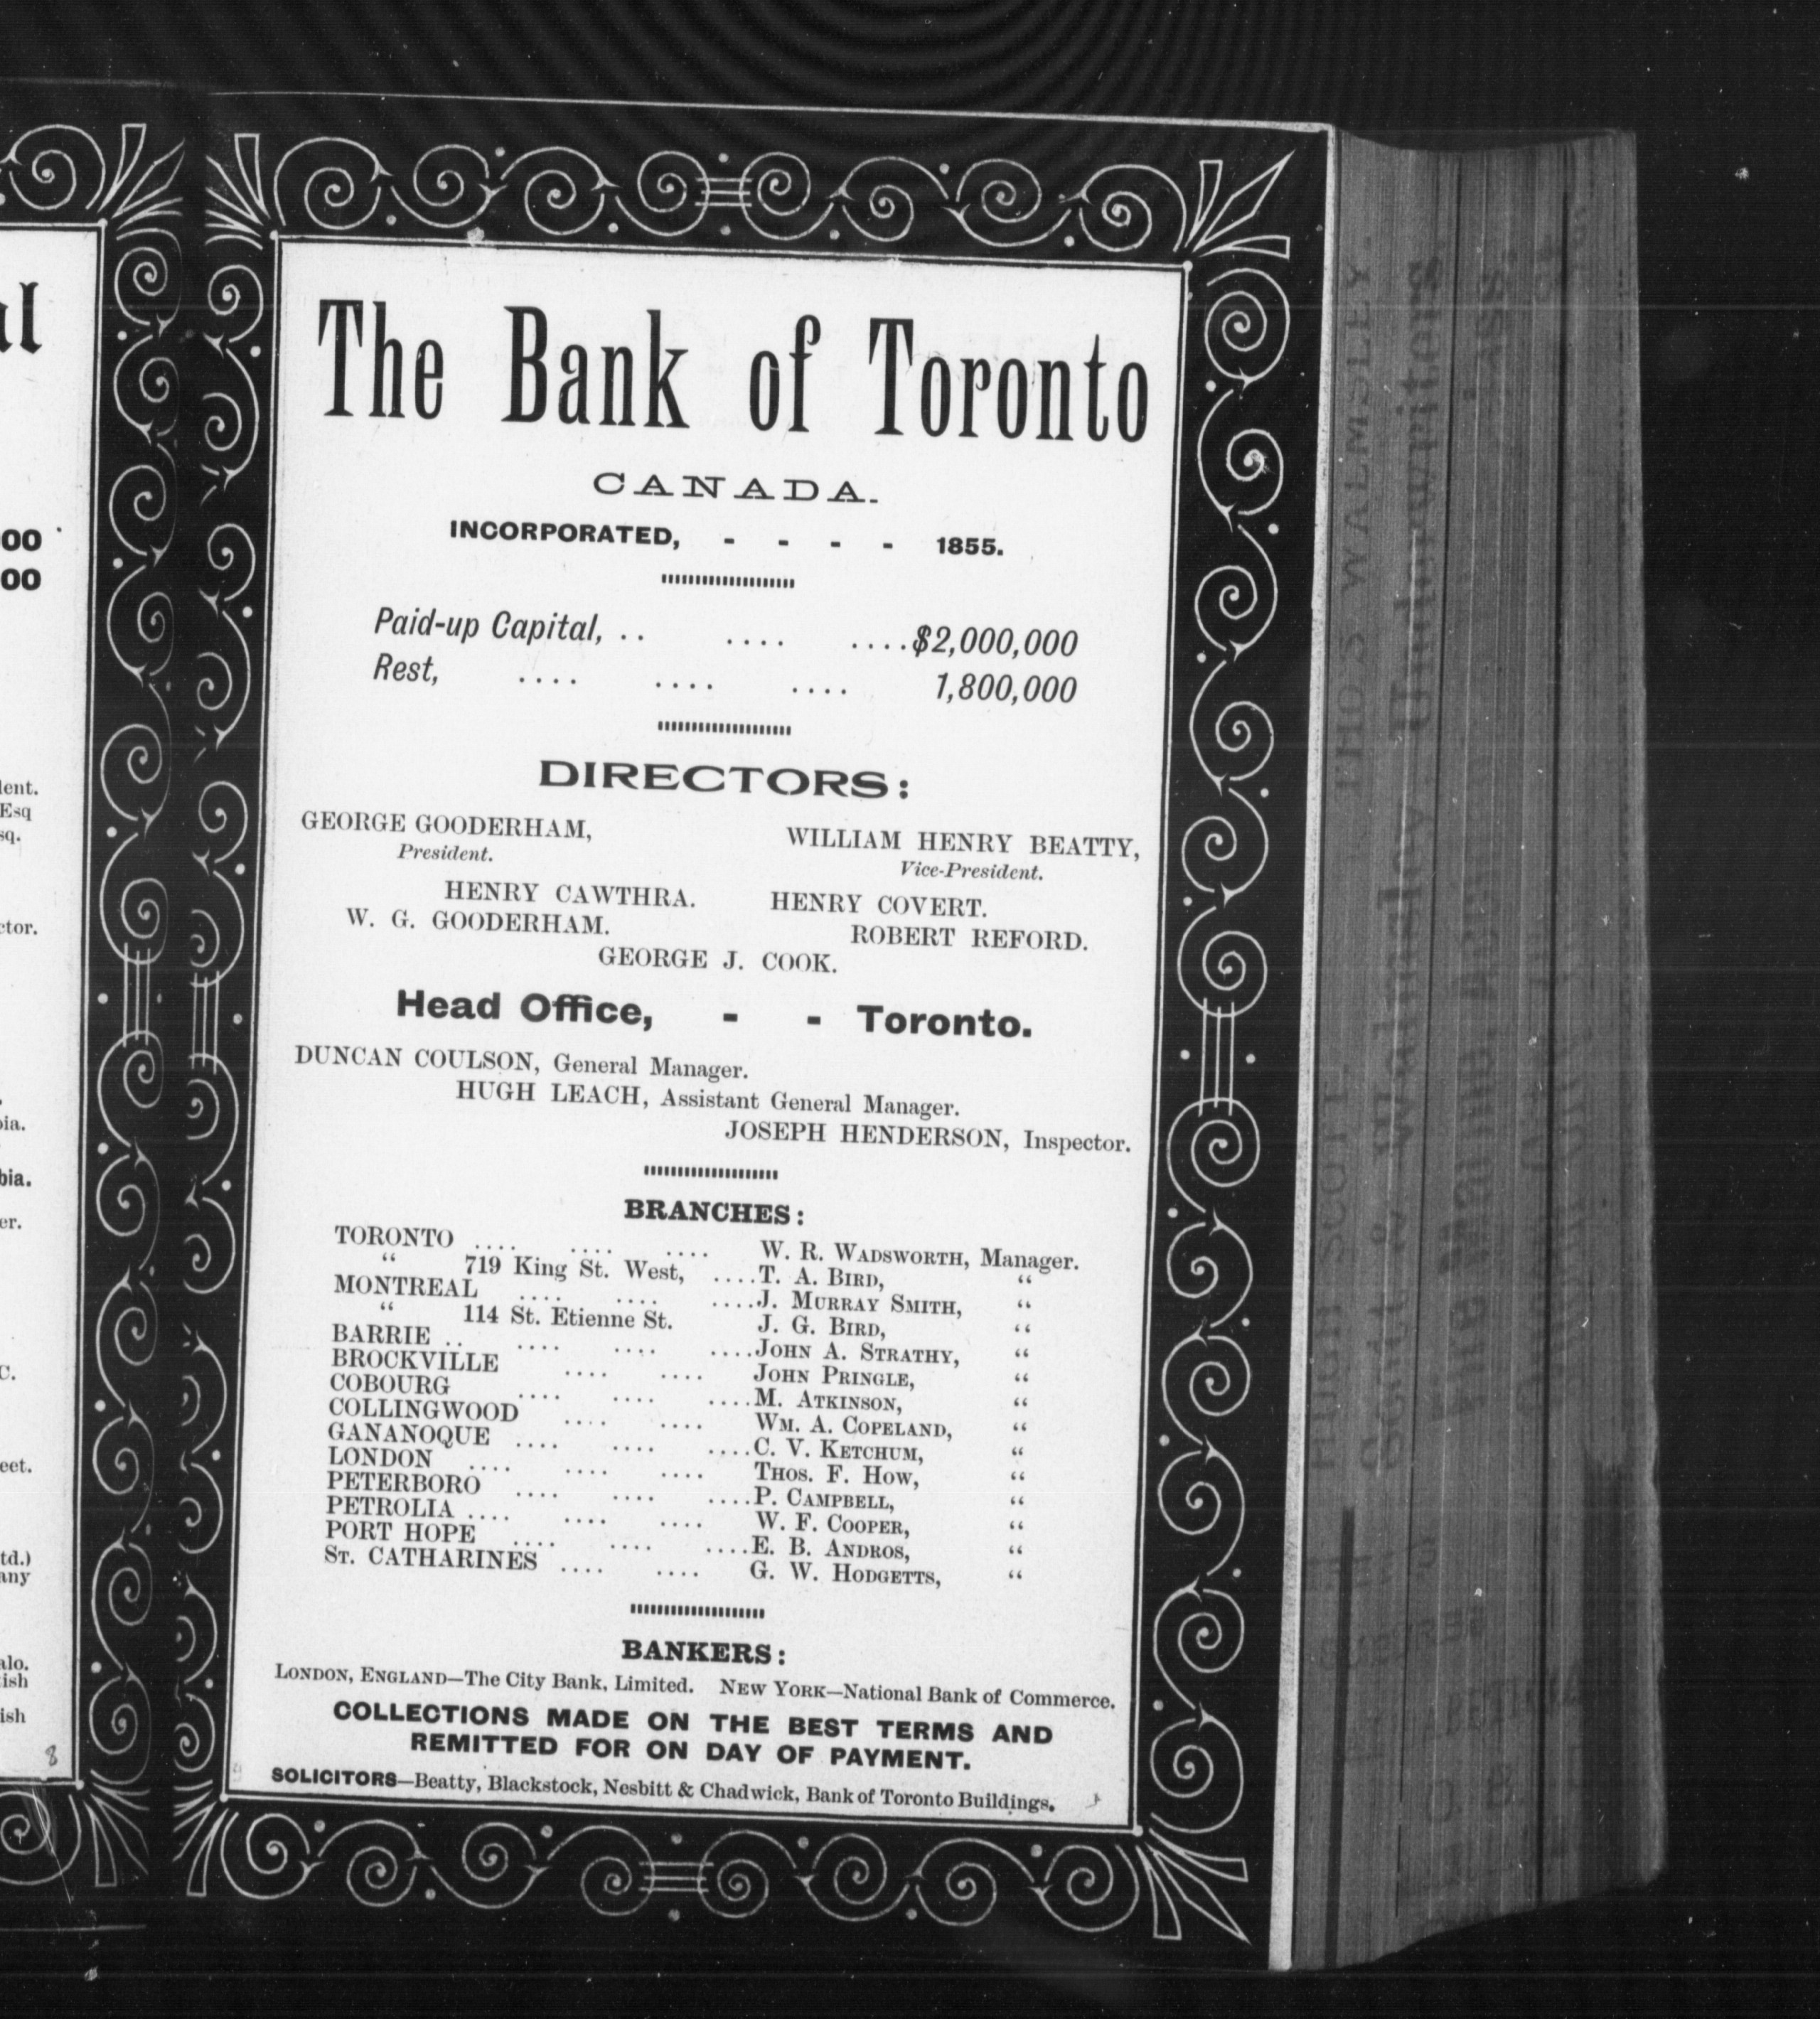 al
00
00
The Bank of Toronto
CANADA.
INCORPORATED, - - - - 1855.
Paid-up Capital, .. .... ....$2,000,000
Rest, .... .... .... 1,800,000
DIRECTORS:
GEORGE GOODERHAM, WILLIAM HENRY BEATTY,
President. Vice-President.
HENRY CAWTHRA. HENRY COVERT.
W. G. GOODERHAM. ROBERT REFORD.
GEORGE J. COOK.
Head Office, - - Toronto.
DUNCAN COULSON, General Manager.
HUGH LEACH, Assistant General Manager.
JOSEPH HENDERSON, Inspector.
BRANCHES:
TORONTO .... .... .... W. R. WADSWORTH, Manager.
“ 719 King St. West, ....T. A. BIRD, “
MONTREAL .... .... ....J. MURRAY SMITH, “
“ 114 St. Etienne St. J. G. BIRD, “
BARRIE .. .... .... ....JOHN A. STRATHY, “
BROCKVILLE .... .... JOHN PRINGLE, “
COBOURG .... .... ....M. ATKINSON, “
COLLINGWOOD .... .... WM. A. COPELAND, “
GANANOQUE .... .... ....C. V. KETCHUM, “
LONDON .... .... .... THOS. F. HOW, “
PETERBORO .... .... ....P. CAMPBELL, “
PETROLIA .... .... .... W. F. COOPER, “
PORT HOPE .... .... ....E. B. ANDROS, “
ST. CATHARINES .... .... G. W. HODGETTS, “
BANKERS:
LONDON, ENGLAND—The City Bank, Limited. NEW YORK—National Bank of Commerce.
COLLECTIONS MADE ON THE BEST TERMS AND
REMITTED FOR ON DAY OF PAYMENT.
SOLICITORS—Beatty, Blackstock, Nesbitt & Chadwick, Bank of Toronto Buildings.
8